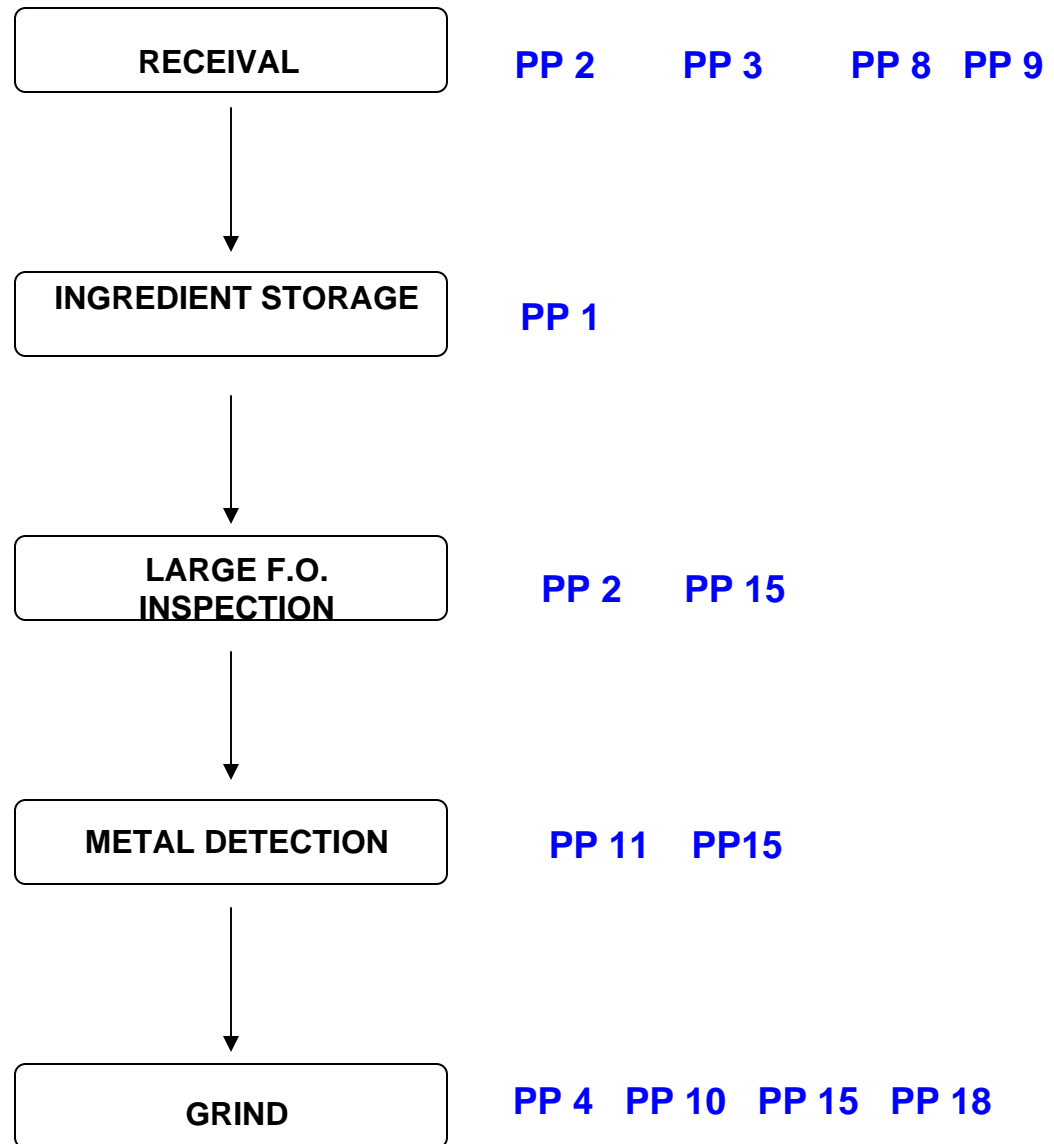 RECEIVAL PP 2 PP 3 PP 8 PP 9
INGREDIENT STORAGE PP 1
LARGE F.O.
INSPECTION PP 2 PP 15
METAL DETECTION PP 11 PP15
GRIND PP 4 PP 10 PP 15 PP 18